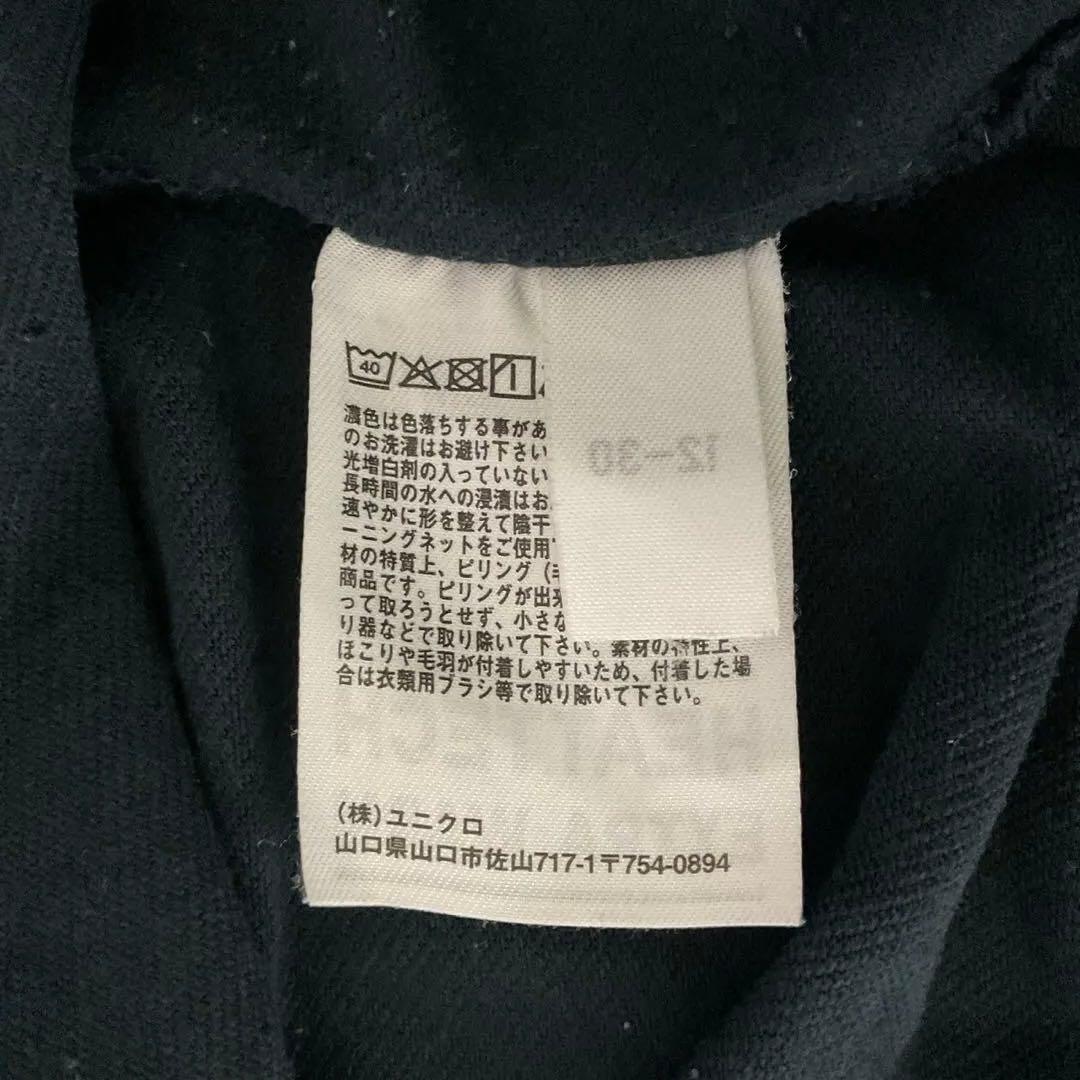 40
濃色は色落ちする事があ
のお洗濯はお避け下さい
光増白剤の入っていない
長時間の水への浸漬はお
速やかに形を整えて陰干
ーニングネットをご使用
材の特質上、ピリング（毛
商品です。ピリングが出来
って取ろうとせず、小さな
り器などで取り除いて下さい。素材の特性上、
ほこりや毛羽が付着しやすいため、付着した場
合は衣類用ブラシ等で取り除いて下さい。
12-30
(株)ユニクロ
山口県山口市佐山717-1〒754-0894